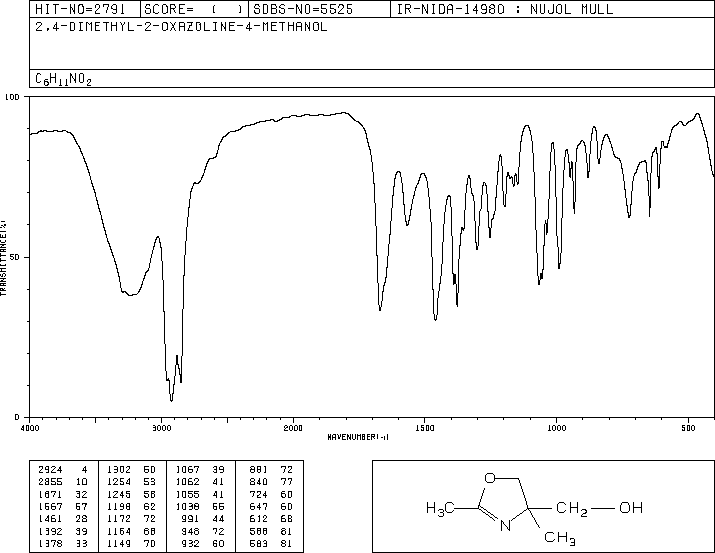 HIT-NO=2791 SCORE= ( ) SDBS-NO=5525 IR-NIDA-14980 : NUJOL MULL
2,4-DIMETHYL-2-OXAZOLINE-4-METHANOL
C6H11NO2
100
TRANSMITTANCE(%)
50
0
4000 3000 2000 1500 1000 500
WAVENUMBER(-1)
2924 4 1302 50 1067 39 881 72
2855 10 1254 53 1062 41 840 77
1671 32 1245 58 1055 41 724 60
1567 57 1198 62 1038 55 647 60
1461 28 1172 72 991 44 612 68
1392 39 1164 68 948 72 588 81
1378 33 1149 70 932 60 583 81
O
H3C CH2 OH
N CH3